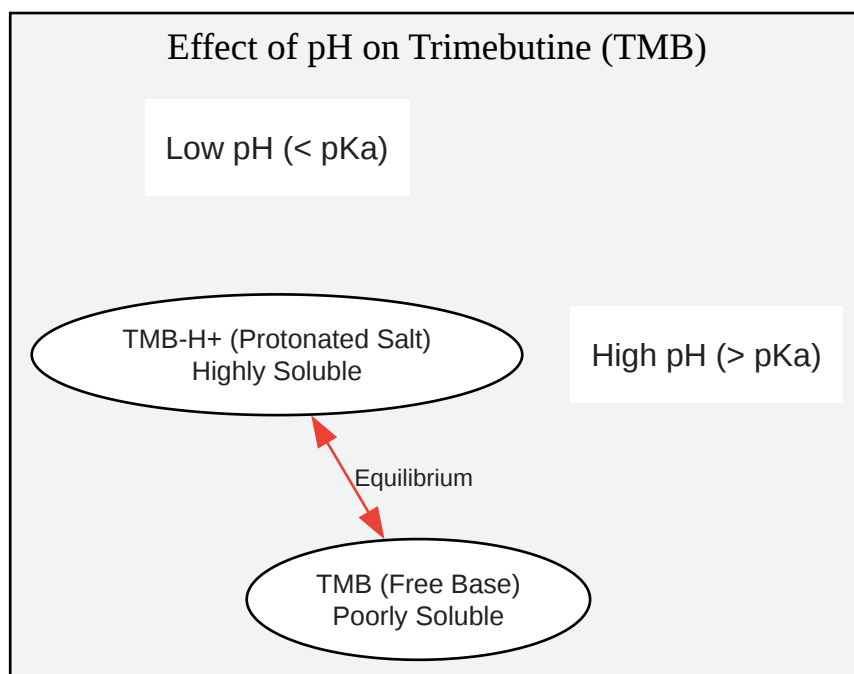 Effect of pH on Trimebutine (TMB)
Low pH (< pKa)
TMB-H+ (Protonated Salt)
Highly Soluble
High pH (> pKa)
Equilibrium
TMB (Free Base)
Poorly Soluble